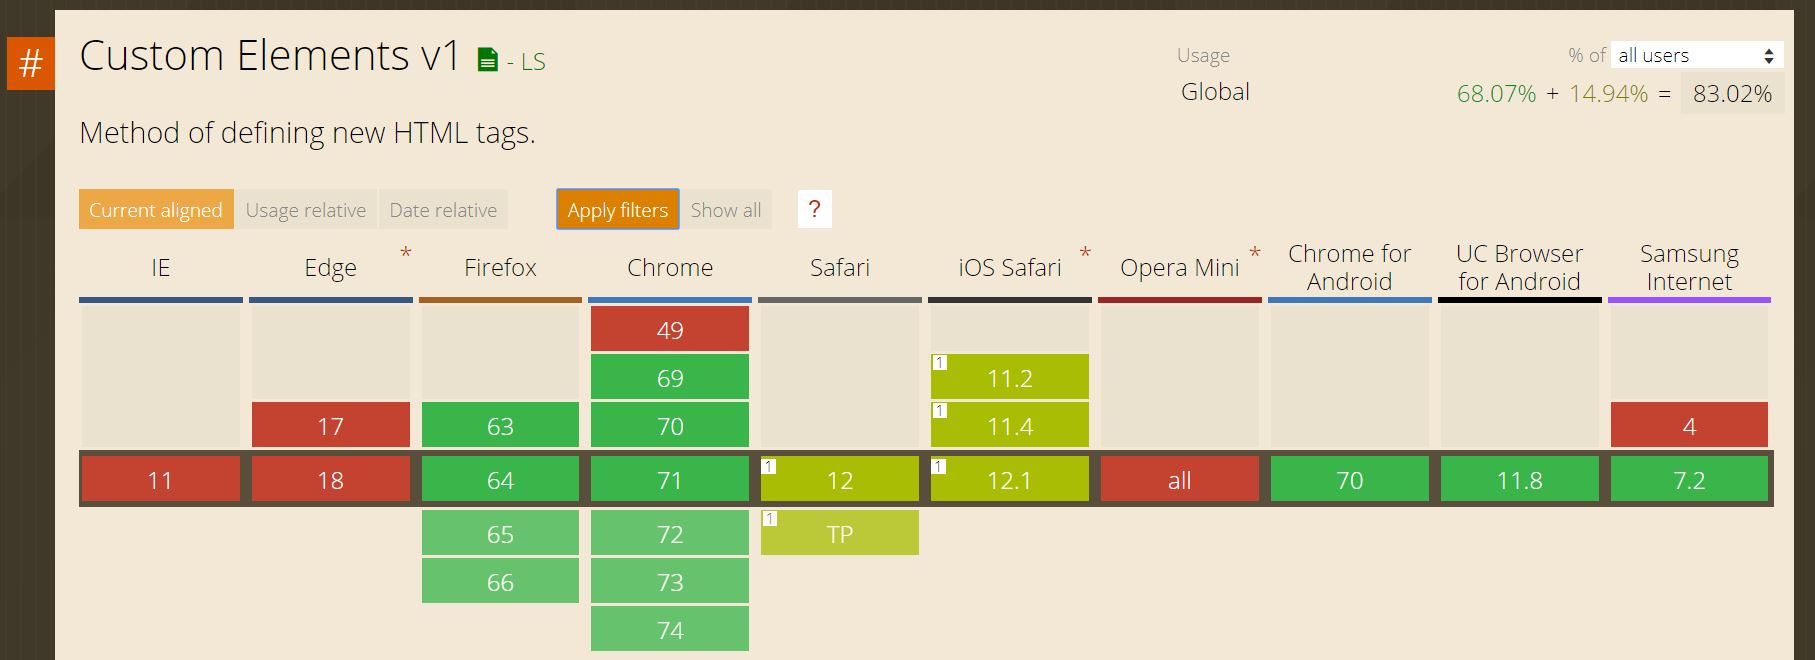 #
Custom Elements v1 - LS
Usage % of all users
Global 68.07% + 14.94% = 83.02%
Method of defining new HTML tags.
Current aligned Usage relative Date relative Apply filters Show all ?
IE Edge * Firefox Chrome Safari iOS Safari * Opera Mini * Chrome for Android UC Browser for Android Samsung Internet
49
69 1 11.2
17 63 70 1 11.4 4
11 18 64 71 1 12 1 12.1 all 70 11.8 7.2
65 72 1 TP
66 73
74